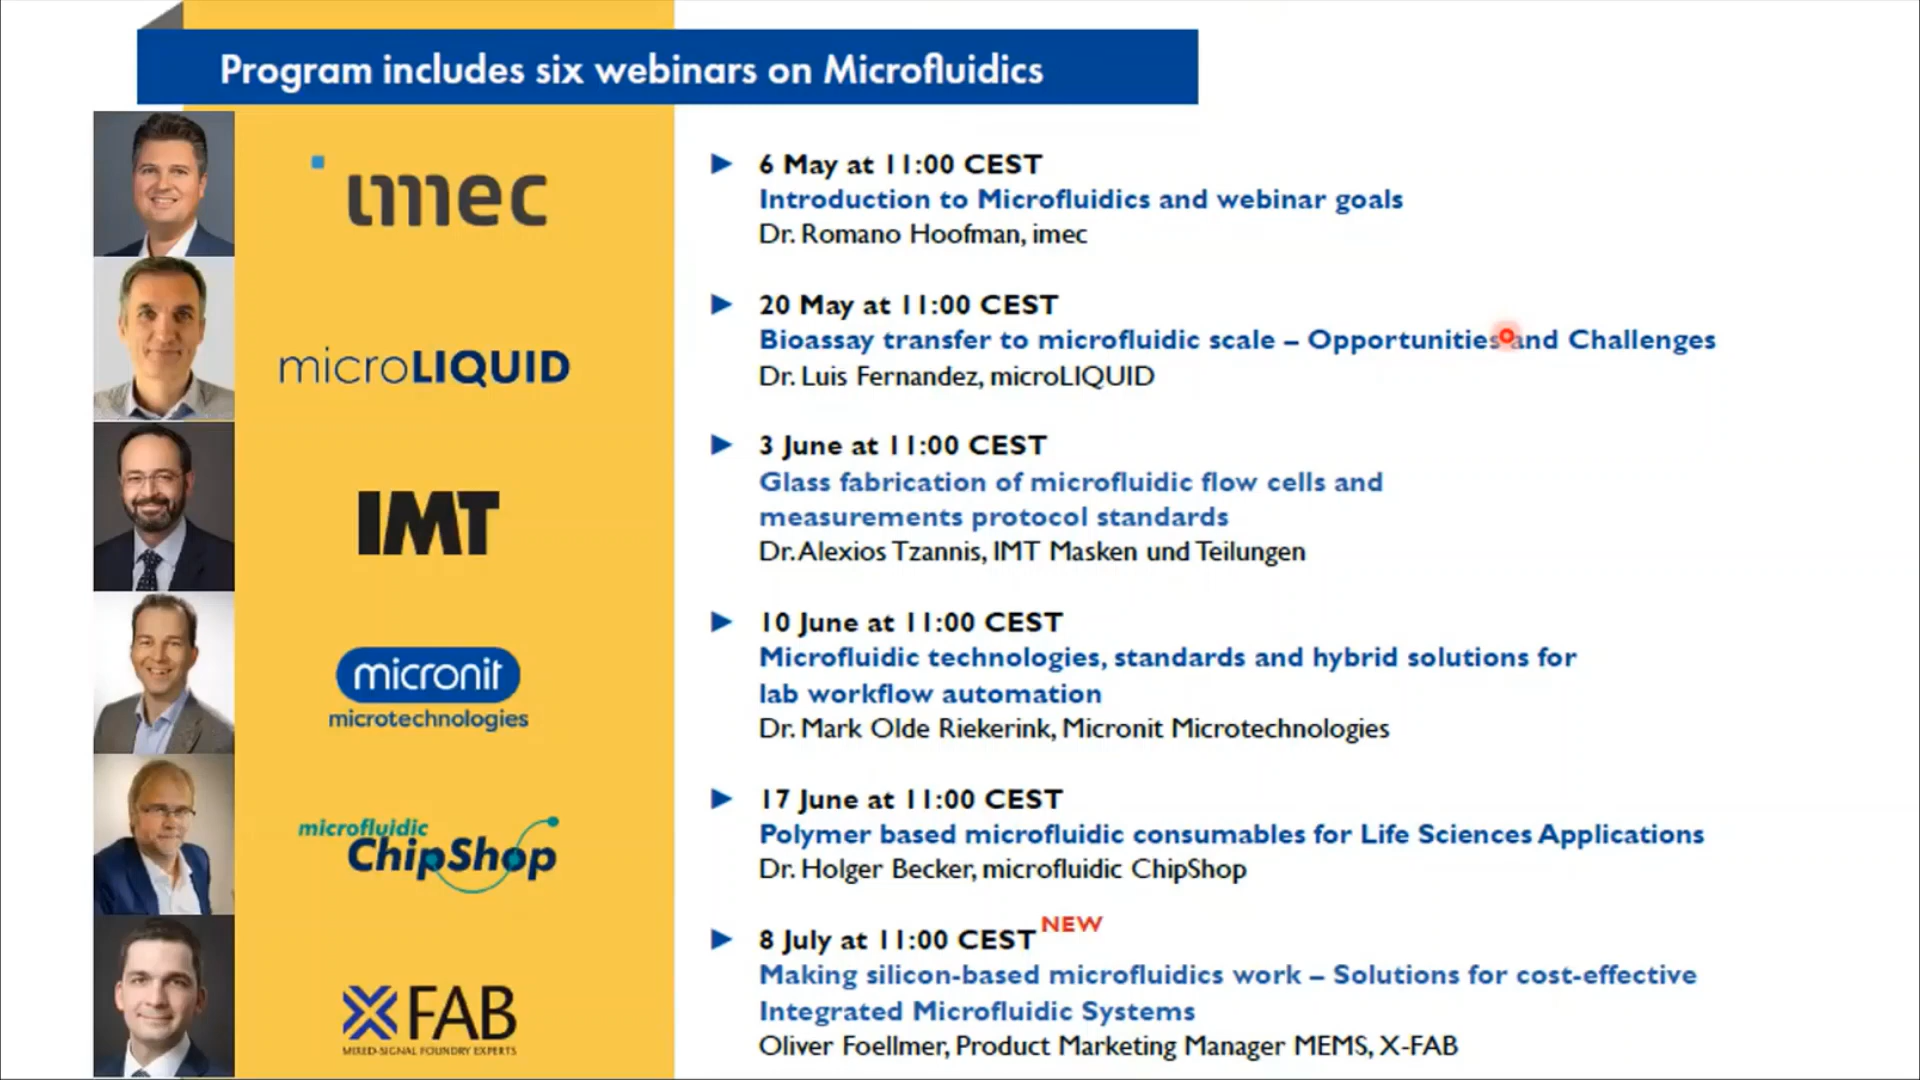 Program includes six webinars on Microfluidics
imec
6 May at 11:00 CEST
Introduction to Microfluidics and webinar goals
Dr. Romano Hoofman, imec
microLIQUID
20 May at 11:00 CEST
Bioassay transfer to microfluidic scale – Opportunities and Challenges
Dr. Luis Fernandez, microLIQUID
IMT
3 June at 11:00 CEST
Glass fabrication of microfluidic flow cells and
measurements protocol standards
Dr. Alexios Tzannis, IMT Masken und Teilungen
micronit
microtechnologies
10 June at 11:00 CEST
Microfluidic technologies, standards and hybrid solutions for
lab workflow automation
Dr. Mark Olde Riekerink, Micronit Microtechnologies
microfluidic
ChipShop
17 June at 11:00 CEST
Polymer based microfluidic consumables for Life Sciences Applications
Dr. Holger Becker, microfluidic ChipShop
XFAB
MIXED-SIGNAL FOUNDRY EXPERTS
8 July at 11:00 CEST NEW
Making silicon-based microfluidics work – Solutions for cost-effective
Integrated Microfluidic Systems
Oliver Foellmer, Product Marketing Manager MEMS, X-FAB